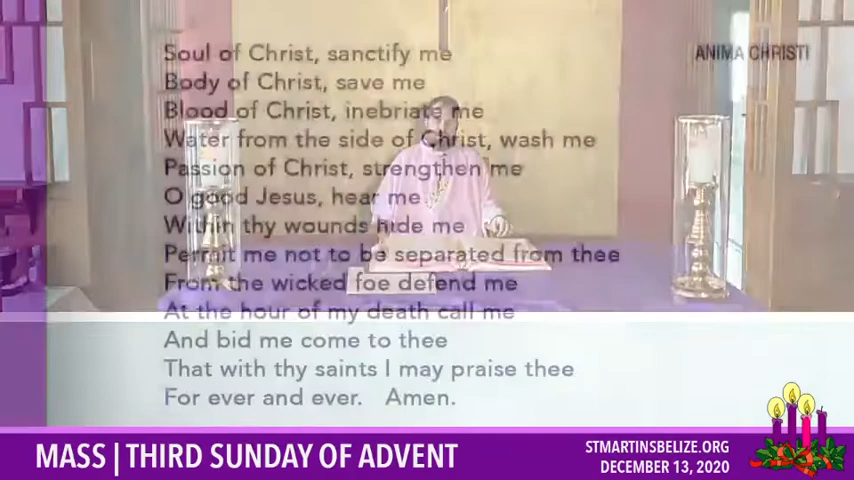 ANIMA CHRISTI
Soul of Christ, sanctify me
Body of Christ, save me
Blood of Christ, inebriate me
Water from the side of Christ, wash me
Passion of Christ, strengthen me
O good Jesus, hear me
Within thy wounds hide me
Permit me not to be separated from thee
From the wicked foe defend me
At the hour of my death call me
And bid me come to thee
That with thy saints I may praise thee
For ever and ever. Amen.
MASS | THIRD SUNDAY OF ADVENT
STMARTINSBELIZE.ORG
DECEMBER 13, 2020